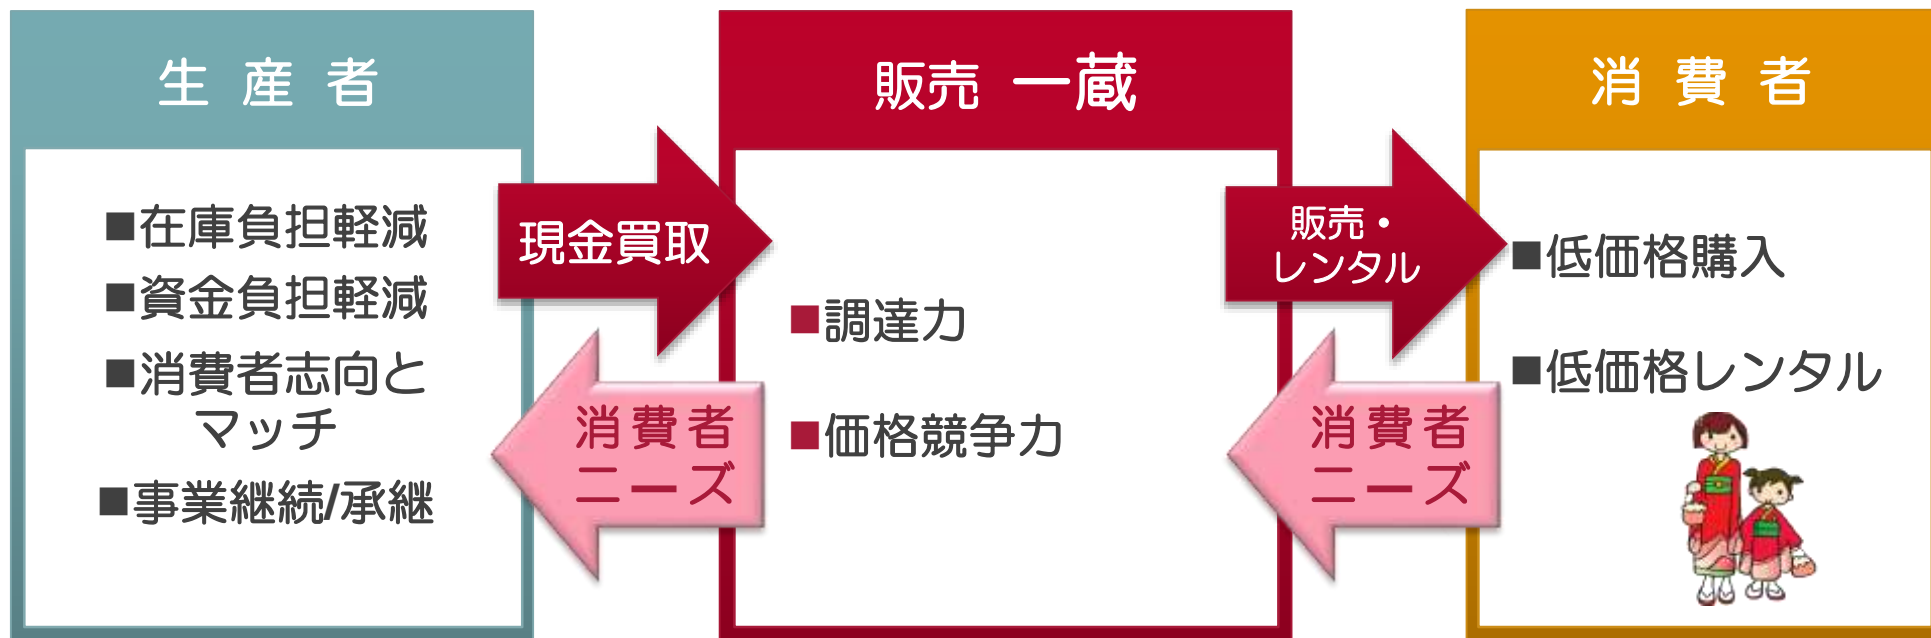 生産者
■在庫負担軽減
■資金負担軽減
■消費者志向と
マッチ
■事業継続/承継
現金買取
消費者
ニーズ
販売 一蔵
■調達力
■価格競争力
販売・
レンタル
消費者
ニーズ
消費者
■低価格購入
■低価格レンタル